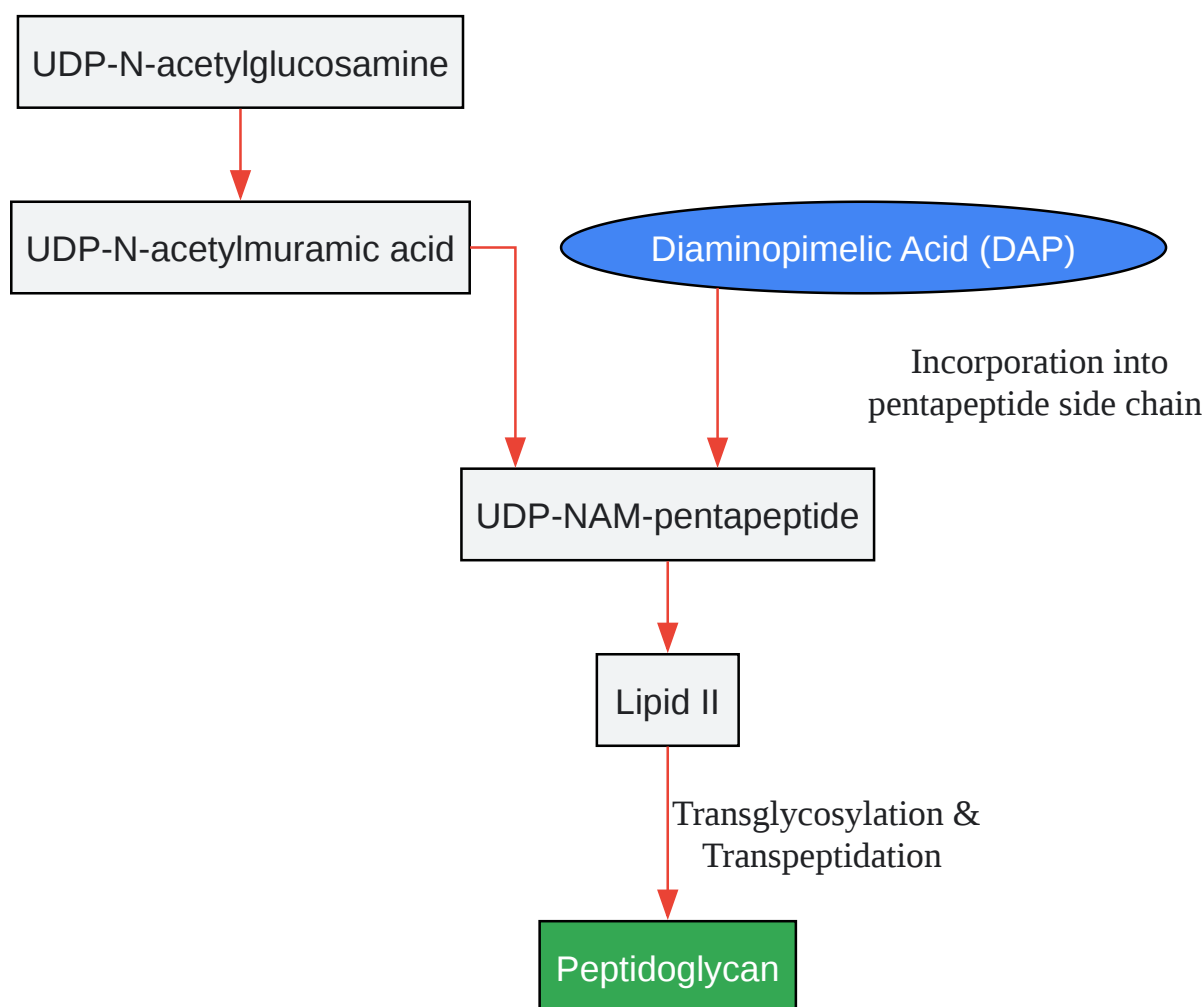 UDP-N-acetylglucosamine
UDP-N-acetylmuramic acid
Diaminopimelic Acid (DAP)
Incorporation into
pentapeptide side chain
UDP-NAM-pentapeptide
Lipid II
Transglycosylation &
Transpeptidation
Peptidoglycan